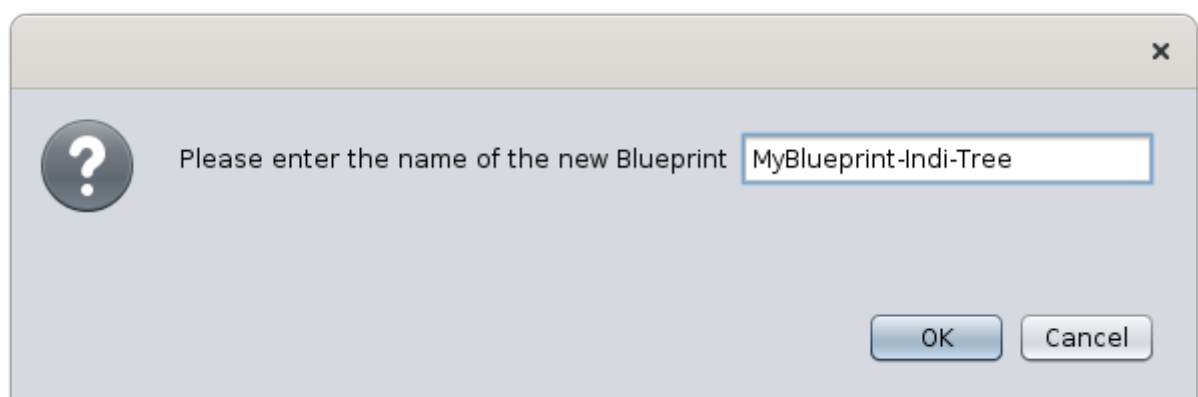 Please enter the name of the new Blueprint MyBlueprint-Indi-Tree
OK Cancel